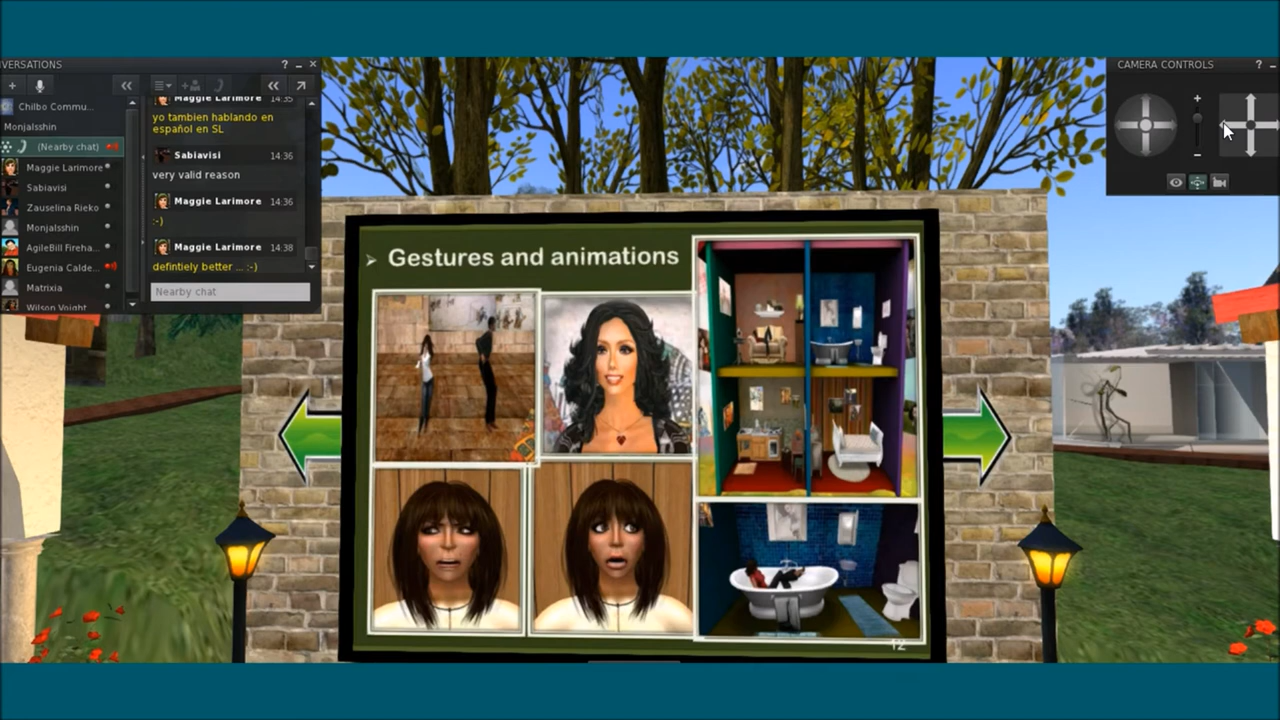 VERSATIONS
Chilbo Commu...
Monjalsshin
(Nearby chat)
Maggie Larimore
Sabiavisi
Zauselina Rieko
Monjalsshin
AgileBill Fireha...
Eugenia Calde...
Matrixia
Wilson Voight
Maggie Larimore 14:35
yo tambien hablando en
español en SL
Sabiavisi 14:36
very valid reason
Maggie Larimore 14:36
:-)
Maggie Larimore 14:38
defintiely better ... :-)
Nearby chat
CAMERA CONTROLS
Gestures and animations
12